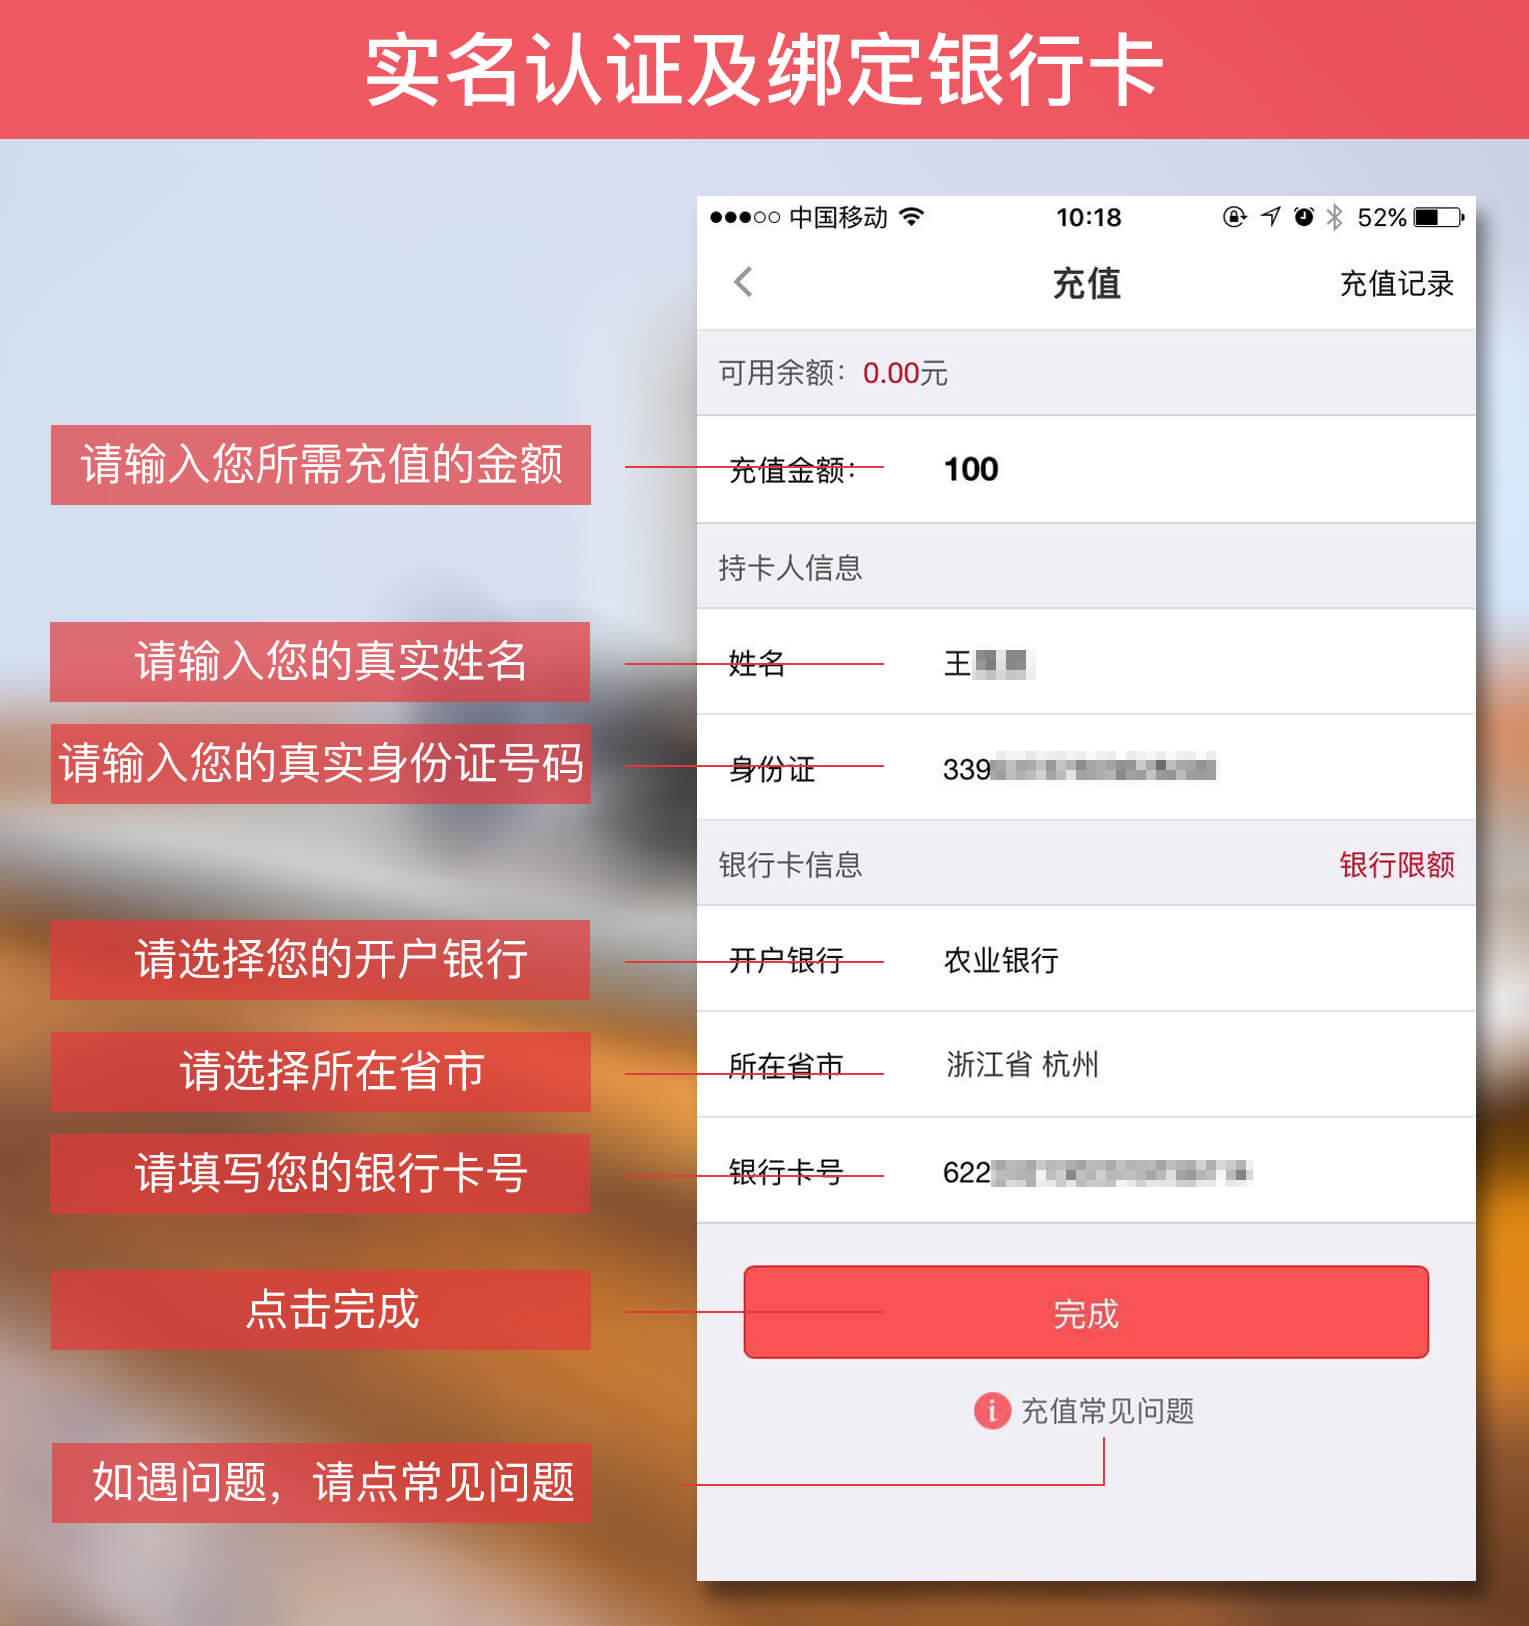 实名认证及绑定银行卡
中国移动 10:18 52%
充值 充值记录
可用余额：0.00元
请输入您所需充值的金额
充值金额： 100
持卡人信息
请输入您的真实姓名
姓名 王
请输入您的真实身份证号码
身份证 339
银行卡信息 银行限额
请选择您的开户银行
开户银行 农业银行
请选择所在省市
所在省市 浙江省 杭州
请填写您的银行卡号
银行卡号 622
点击完成
完成
i 充值常见问题
如遇问题，请点常见问题